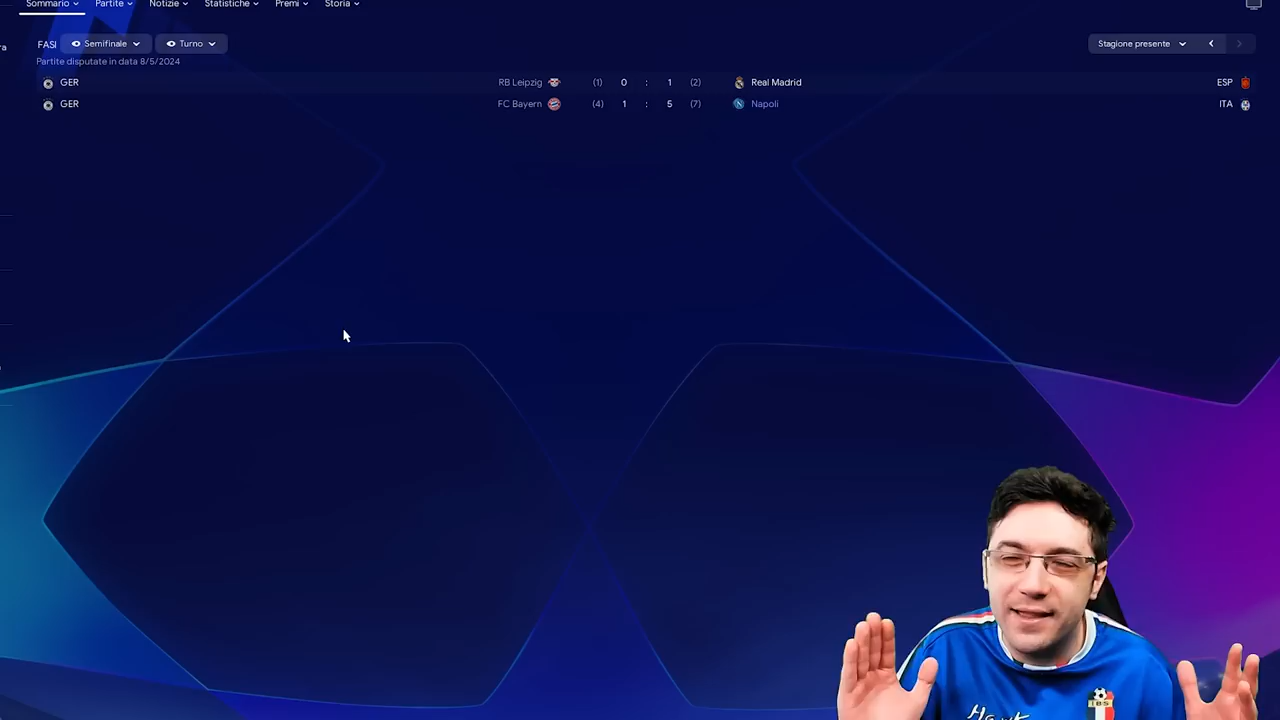 Sommario Partite Notizie Statistiche Premi Storia
FASI Semifinale Turno Stagione presente
Partite disputate in data 8/5/2024
GER RB Leipzig (1) 0 : 1 (2) Real Madrid ESP
GER FC Bayern (4) 1 : 5 (7) Napoli ITA
IBS